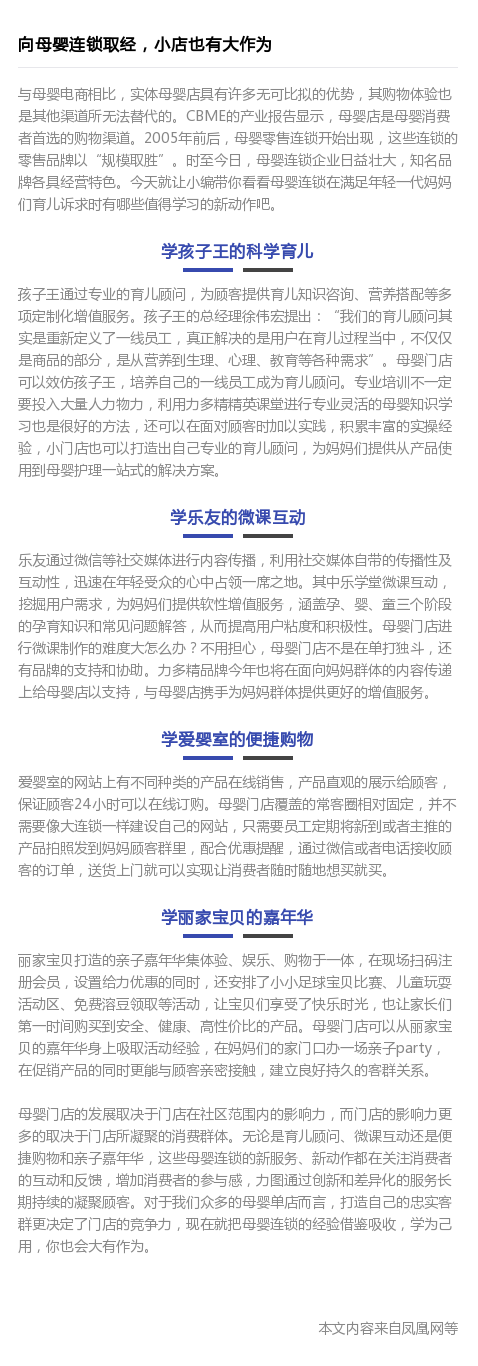 向母婴连锁取经，小店也有大作为
与母婴电商相比，实体母婴店具有许多无可比拟的优势，其购物体验也
是其他渠道所无法替代的。CBME的产业报告显示，母婴店是母婴消费
者首选的购物渠道。2005年前后，母婴零售连锁开始出现，这些连锁的
零售品牌以“规模取胜”。时至今日，母婴连锁企业日益壮大，知名品
牌各具经营特色。今天就让小编带你看看母婴连锁在满足年轻一代妈妈
们育儿诉求时有哪些值得学习的新动作吧。
学孩子王的科学育儿
孩子王通过专业的育儿顾问，为顾客提供育儿知识咨询、营养搭配等多
项定制化增值服务。孩子王的总经理徐伟宏提出：“我们的育儿顾问其
实是重新定义了一线员工，真正解决的是用户在育儿过程当中，不仅仅
是商品的部分，是从营养到生理、心理、教育等各种需求”。母婴门店
可以效仿孩子王，培养自己的一线员工成为育儿顾问。专业培训不一定
要投入大量人力物力，利用力多精精英课堂进行专业灵活的母婴知识学
习也是很好的方法，还可以在面对顾客时加以实践，积累丰富的实操经
验，小门店也可以打造出自己专业的育儿顾问，为妈妈们提供从产品使
用到母婴护理一站式的解决方案。
学乐友的微课互动
乐友通过微信等社交媒体进行内容传播，利用社交媒体自带的传播性及
互动性，迅速在年轻受众的心中占领一席之地。其中乐学堂微课互动，
挖掘用户需求，为妈妈们提供软性增值服务，涵盖孕、婴、童三个阶段
的孕育知识和常见问题解答，从而提高用户粘度和积极性。母婴门店进
行微课制作的难度大怎么办？不用担心，母婴门店不是在单打独斗，还
有品牌的支持和协助。力多精品牌今年也将在面向妈妈群体的内容传递
上给母婴店以支持，与母婴店携手为妈妈群体提供更好的增值服务。
学爱婴室的便捷购物
爱婴室的网站上有不同种类的产品在线销售，产品直观的展示给顾客，
保证顾客24小时可以在线订购。母婴门店覆盖的常客圈相对固定，并不
需要像大连锁一样建设自己的网站，只需要员工定期将新到或者主推的
产品拍照发到妈妈顾客群里，配合优惠提醒，通过微信或者电话接收顾
客的订单，送货上门就可以实现让消费者随时随地想买就买。
学丽家宝贝的嘉年华
丽家宝贝打造的亲子嘉年华集体验、娱乐、购物于一体，在现场扫码注
册会员，设置给力优惠的同时，还安排了小小足球宝贝比赛、儿童玩耍
活动区、免费溶豆领取等活动，让宝贝们享受了快乐时光，也让家长们
第一时间购买到安全、健康、高性价比的产品。母婴门店可以从丽家宝
贝的嘉年华身上吸取活动经验，在妈妈们的家门口办一场亲子party，
在促销产品的同时更能与顾客亲密接触，建立良好持久的客群关系。
母婴门店的发展取决于门店在社区范围内的影响力，而门店的影响力更
多的取决于门店所凝聚的消费群体。无论是育儿顾问、微课互动还是便
捷购物和亲子嘉年华，这些母婴连锁的新服务、新动作都在关注消费者
的互动和反馈，增加消费者的参与感，力图通过创新和差异化的服务长
期持续的凝聚顾客。对于我们众多的母婴单店而言，打造自己的忠实客
群更决定了门店的竞争力，现在就把母婴连锁的经验借鉴吸收，学为己
用，你也会大有作为。
本文内容来自凤凰网等